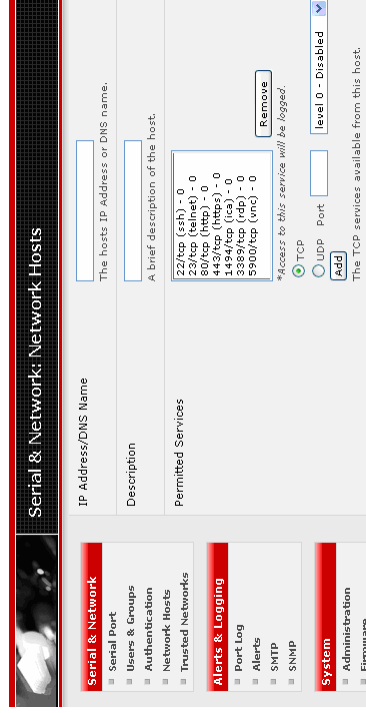 Serial & Network: Network Hosts
Serial & Network
Serial Port
Users & Groups
Authentication
Network Hosts
Trusted Networks
Alerts & Logging
Port Log
Alerts
SMTP
SNMP
System
Administration
Firmware
IP Address/DNS Name
The hosts IP Address or DNS name.
Description
A brief description of the host.
Permitted Services
22/tcp (ssh) - 0
23/tcp (telnet) - 0
80/tcp (http) - 0
443/tcp (https) - 0
1494/tcp (ica) - 0
3389/tcp (rdp) - 0
5900/tcp (vnc) - 0
Remove
*Access to this service will be logged.
TCP
UDP Port level 0 - Disabled
Add
The TCP services available from this host.